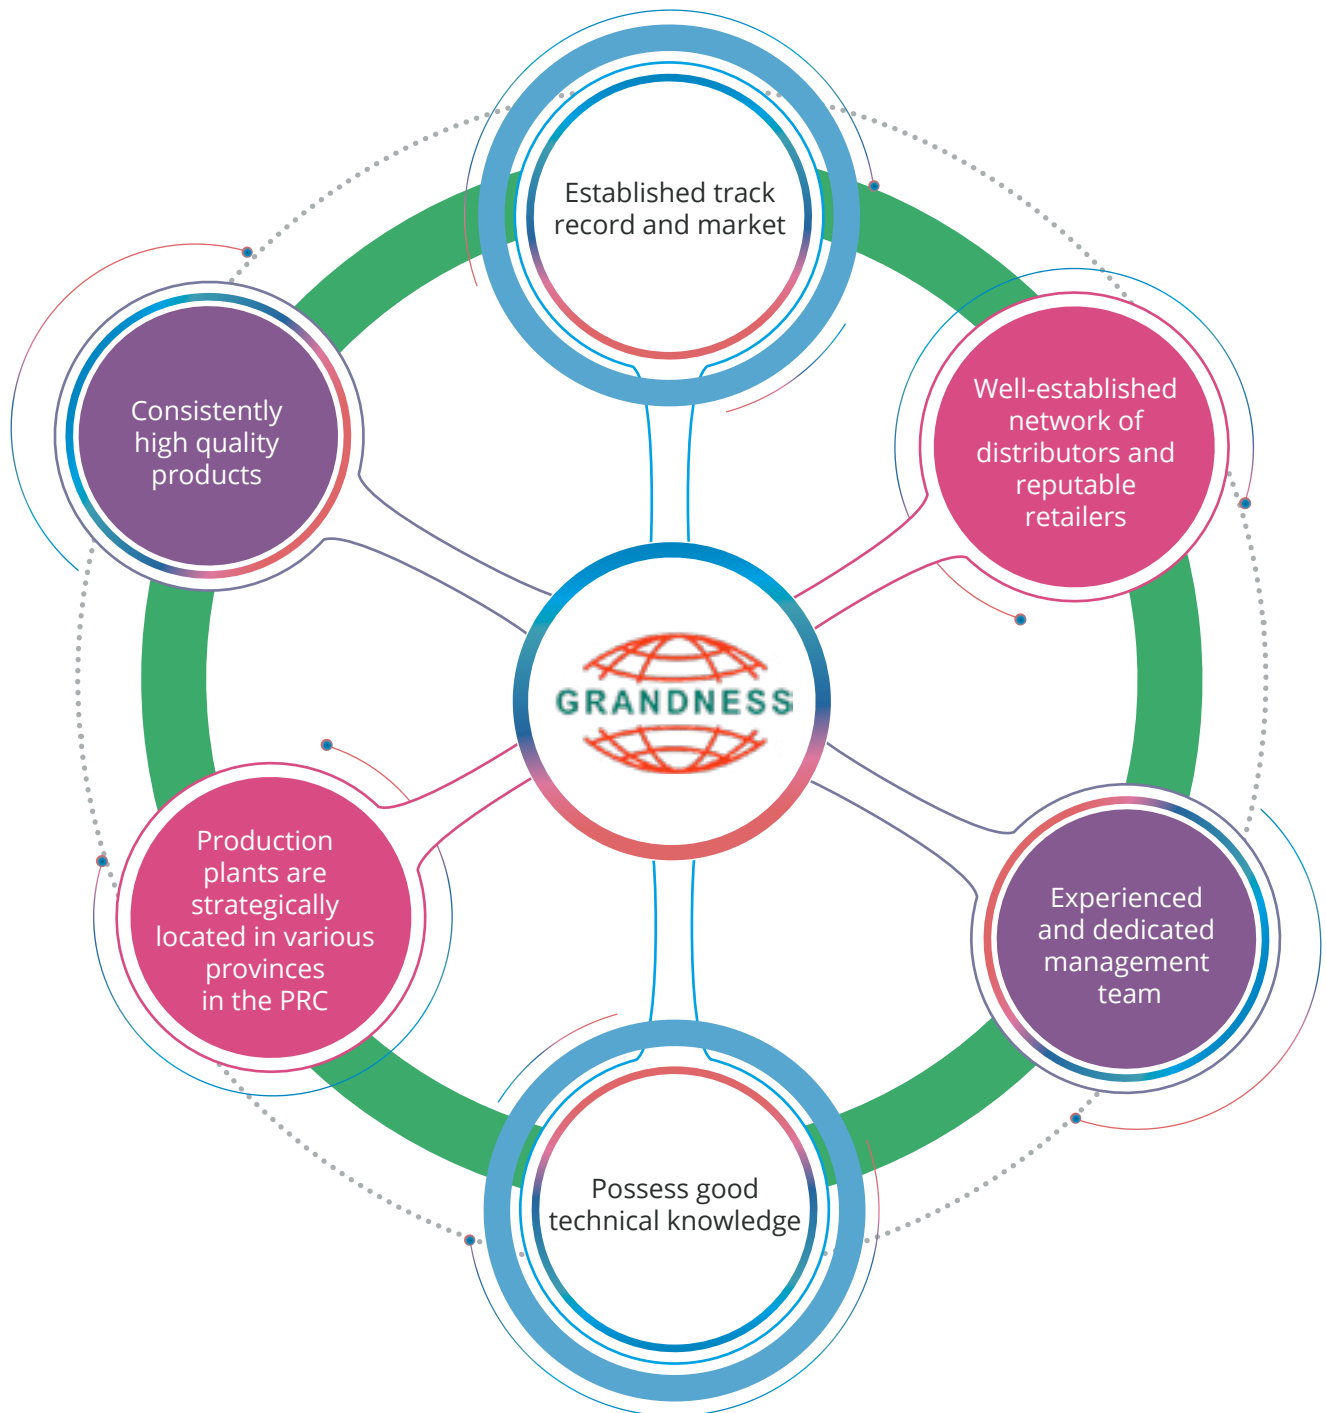 Established track
record and market
Well-established
network of
distributors and
reputable
retailers
Consistently
high quality
products
GRANDNESS
Production
plants are
strategically
located in various
provinces
in the PRC
Experienced
and dedicated
management
team
Possess good
technical knowledge